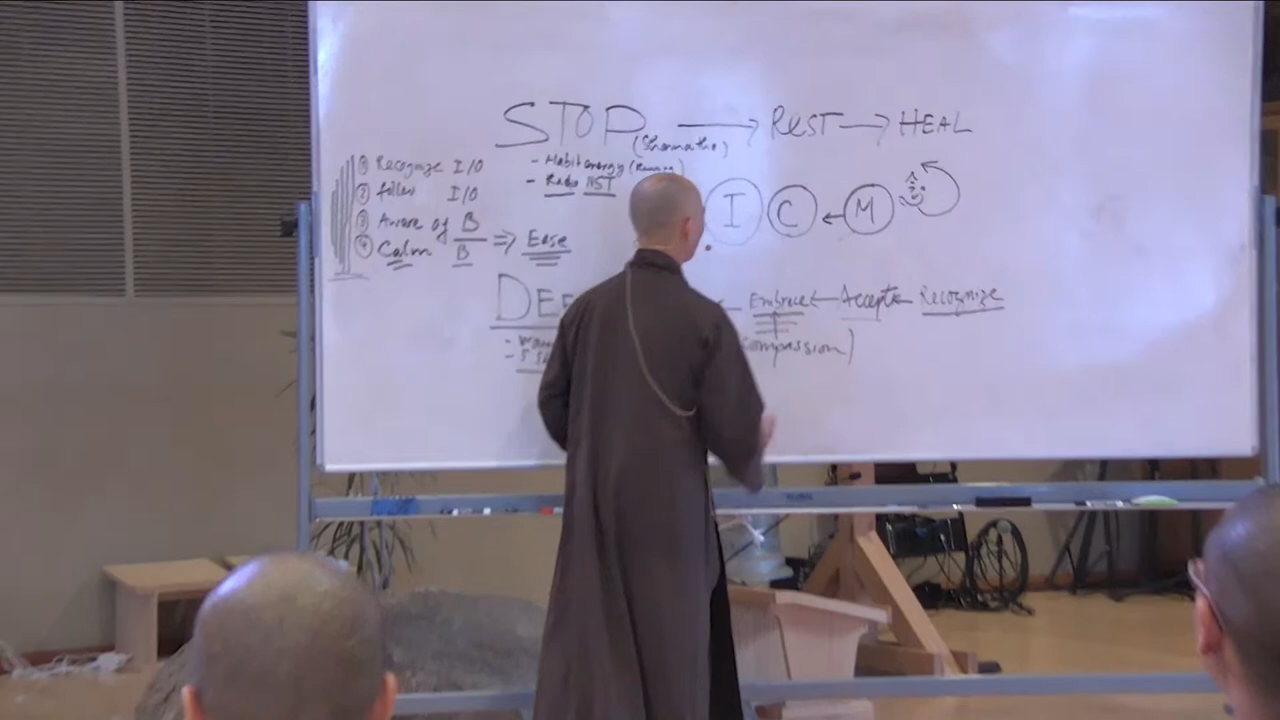 STOP → REST → HEAL
(Shamatha)
① Recognize I/O
② follow I/O
③ Aware of B
④ Calm B ⇒ Ease
- Habit energy
- Radio NST
I C ← M
DEE
← Embrace ← Accept ← Recognize
ompassion)